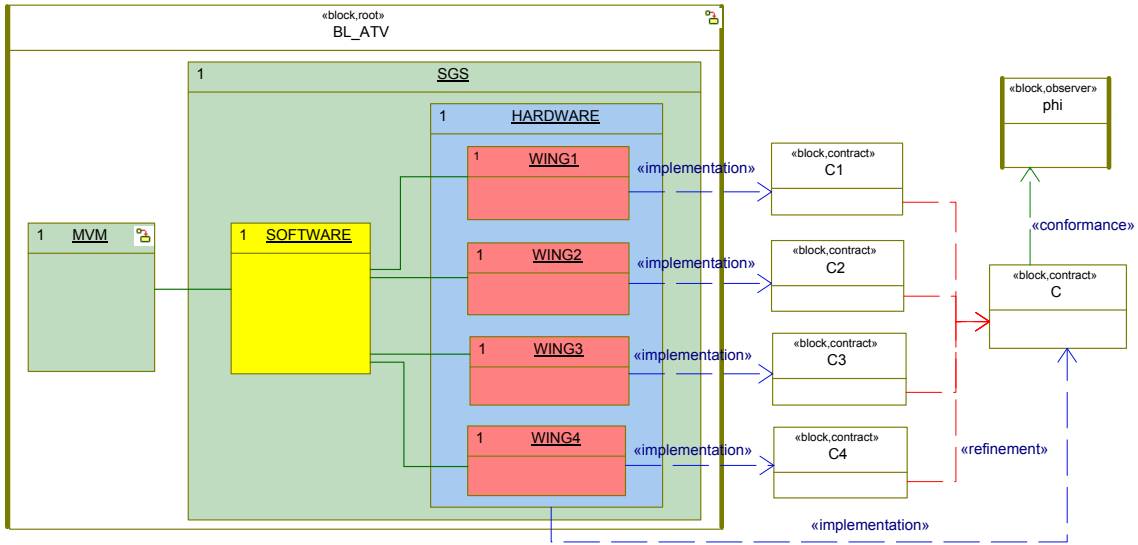 «block,root»
BL_ATV
1 SGS
1 HARDWARE
1 WING1
«implementation»
«block,contract»
C1
«block,observer»
phi
1 MVM
1 SOFTWARE
1 WING2
«implementation»
«block,contract»
C2
«conformance»
«block,contract»
C
1 WING3
«implementation»
«block,contract»
C3
1 WING4
«implementation»
«block,contract»
C4
«refinement»
«implementation»